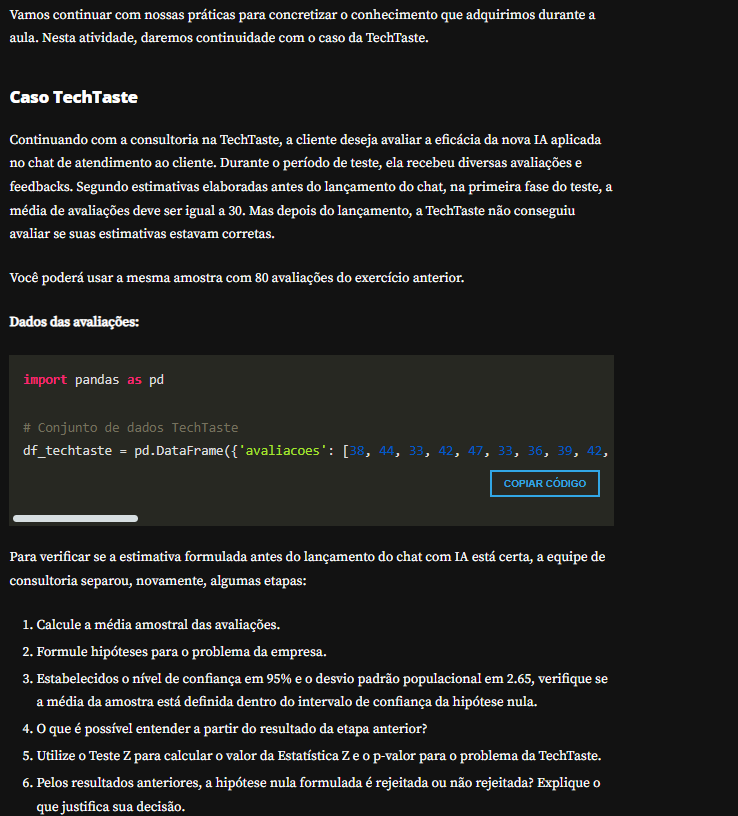 Vamos continuar com nossas práticas para concretizar o conhecimento que adquirimos durante a
aula. Nesta atividade, daremos continuidade com o caso da TechTaste.
Caso TechTaste
Continuando com a consultoria na TechTaste, a cliente deseja avaliar a eficácia da nova IA aplicada
no chat de atendimento ao cliente. Durante o período de teste, ela recebeu diversas avaliações e
feedbacks. Segundo estimativas elaboradas antes do lançamento do chat, na primeira fase do teste, a
média de avaliações deve ser igual a 30. Mas depois do lançamento, a TechTaste não conseguiu
avaliar se suas estimativas estavam corretas.
Você poderá usar a mesma amostra com 80 avaliações do exercício anterior.
Dados das avaliações:
import pandas as pd
# Conjunto de dados TechTaste
df_techtaste = pd.DataFrame({'avaliacoes': [38, 44, 33, 42, 47, 33, 36, 39, 42,
COPIAR CÓDIGO
Para verificar se a estimativa formulada antes do lançamento do chat com IA está certa, a equipe de
consultoria separou, novamente, algumas etapas:
1. Calcule a média amostral das avaliações.
2. Formule hipóteses para o problema da empresa.
3. Estabelecidos o nível de confiança em 95% e o desvio padrão populacional em 2.65, verifique se
a média da amostra está definida dentro do intervalo de confiança da hipótese nula.
4. O que é possível entender a partir do resultado da etapa anterior?
5. Utilize o Teste Z para calcular o valor da Estatística Z e o p-valor para o problema da TechTaste.
6. Pelos resultados anteriores, a hipótese nula formulada é rejeitada ou não rejeitada? Explique o
que justifica sua decisão.